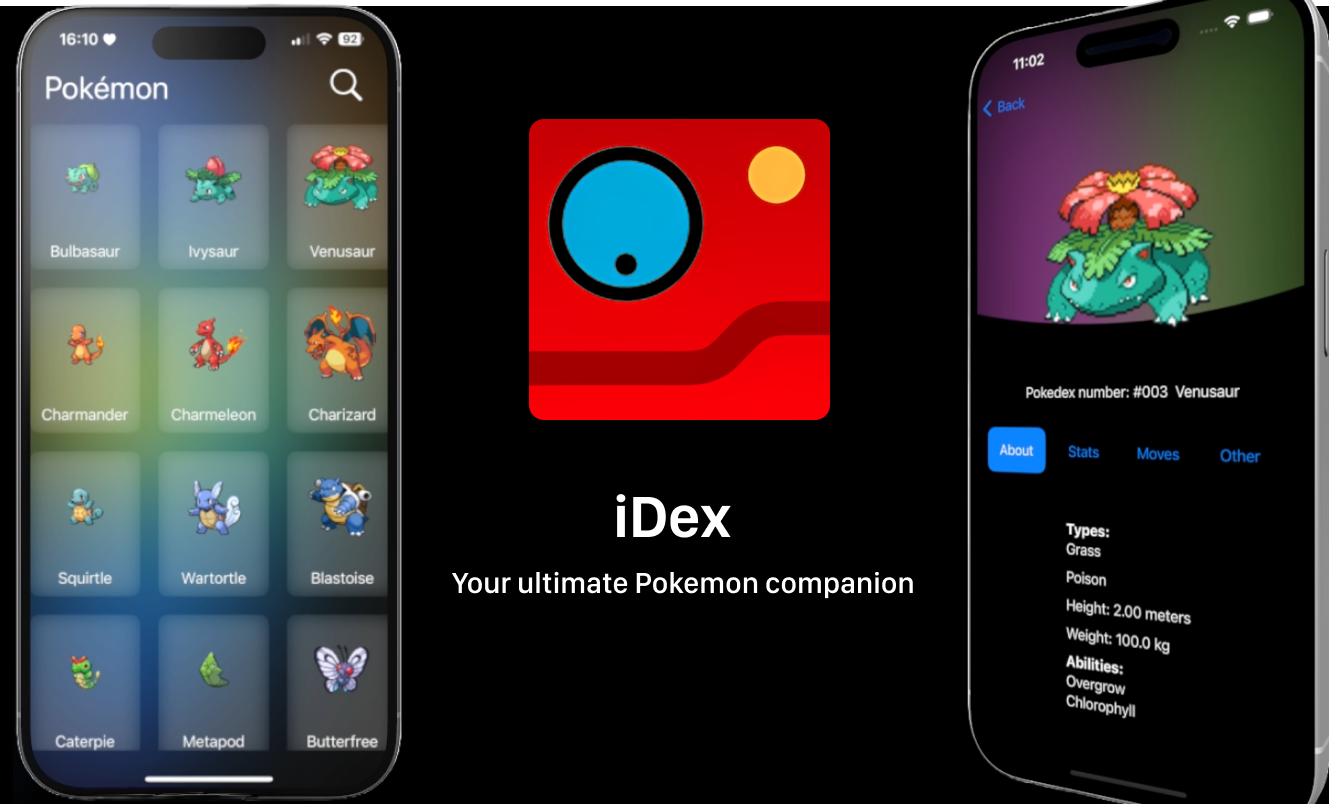 16:10
92
Pokémon
Bulbasaur
Ivysaur
Venusaur
Charmander
Charmeleon
Charizard
Squirtle
Wartortle
Blastoise
Caterpie
Metapod
Butterfree
iDex
Your ultimate Pokemon companion
11:02
Back
Pokedex number: #003 Venusaur
About
Stats
Moves
Other
Types:
Grass
Poison
Height: 2.00 meters
Weight: 100.0 kg
Abilities:
Overgrow
Chlorophyll